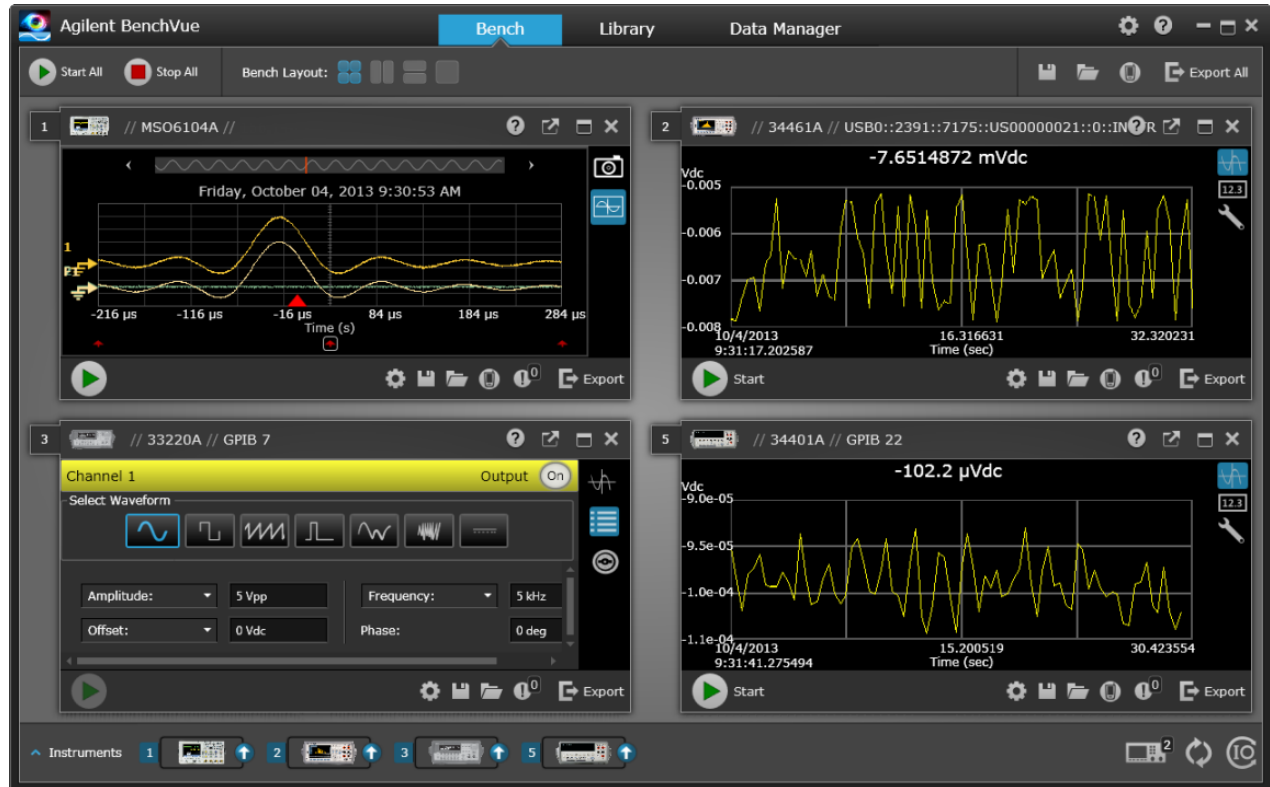 Agilent BenchVue
Bench Library Data Manager
Start All Stop All Bench Layout: Export All
1 // MSO6104A //
Friday, October 04, 2013 9:30:53 AM
1
-216 µs -116 µs -16 µs 84 µs 184 µs 284 µs
Time (s)
Export
2 // 34461A // USB0::2391::7175::US00000021::0::IN R
-7.6514872 mVdc
Vdc
-0.005
12.3
-0.006
-0.007
-0.008
10/4/2013 16.316631 32.320231
9:31:17.202587 Time (sec)
Start 0 Export
3 // 33220A // GPIB 7
Channel 1 Output On
Select Waveform
Amplitude: 5 Vpp Frequency: 5 kHz
Offset: 0 Vdc Phase: 0 deg
0 Export
5 // 34401A // GPIB 22
-102.2 µVdc
Vdc
-9.0e-05
12.3
-9.5e-05
-1.0e-04
-1.1e-04
10/4/2013 15.200519 30.423554
9:31:41.275494 Time (sec)
Start 0 Export
Instruments 1 2 3 5 2 IO